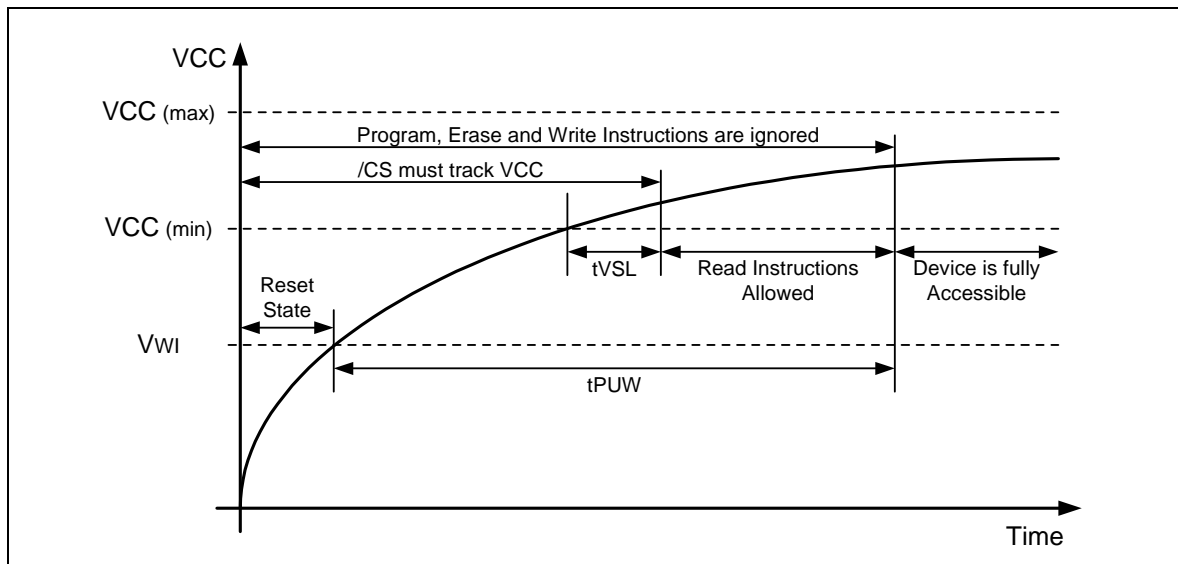 VCC
VCC (max)
Program, Erase and Write Instructions are ignored
/CS must track VCC
VCC (min)
tVSL
Read Instructions
Allowed
Device is fully
Accessible
Reset
State
VWI
tPUW
Time